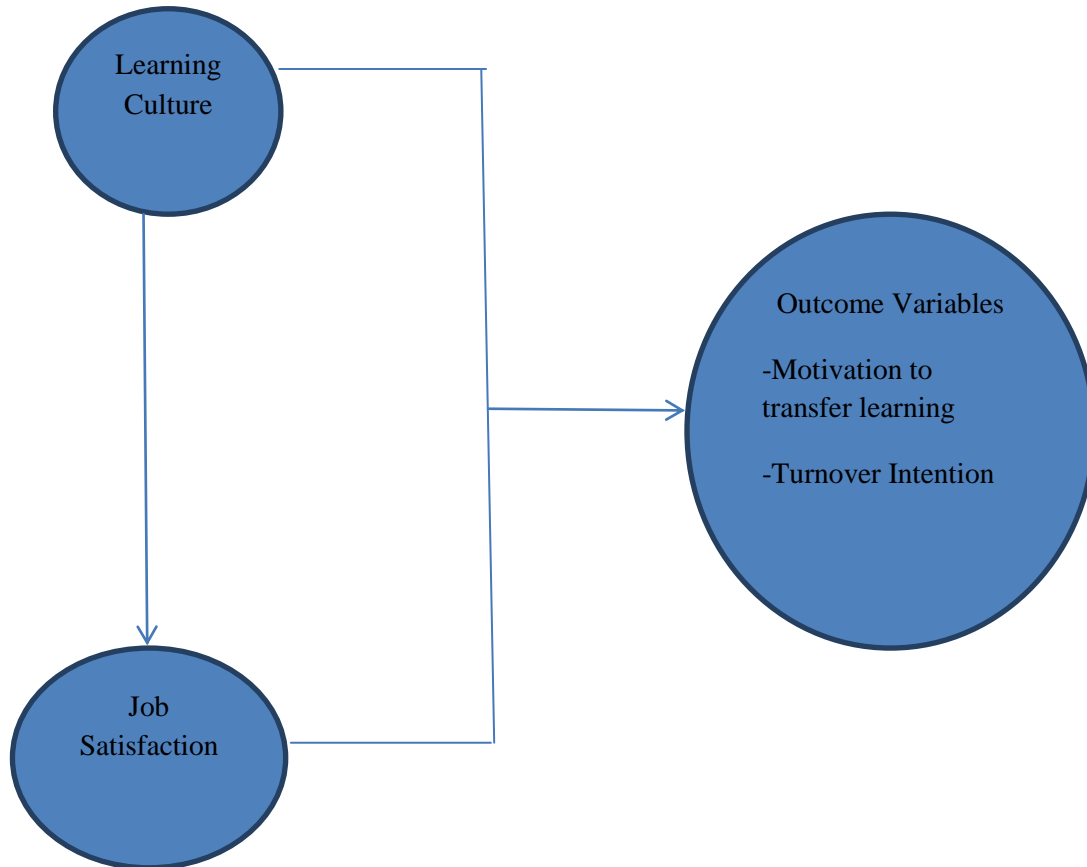 Learning
Culture
Outcome Variables
-Motivation to
transfer learning
-Turnover Intention
Job
Satisfaction